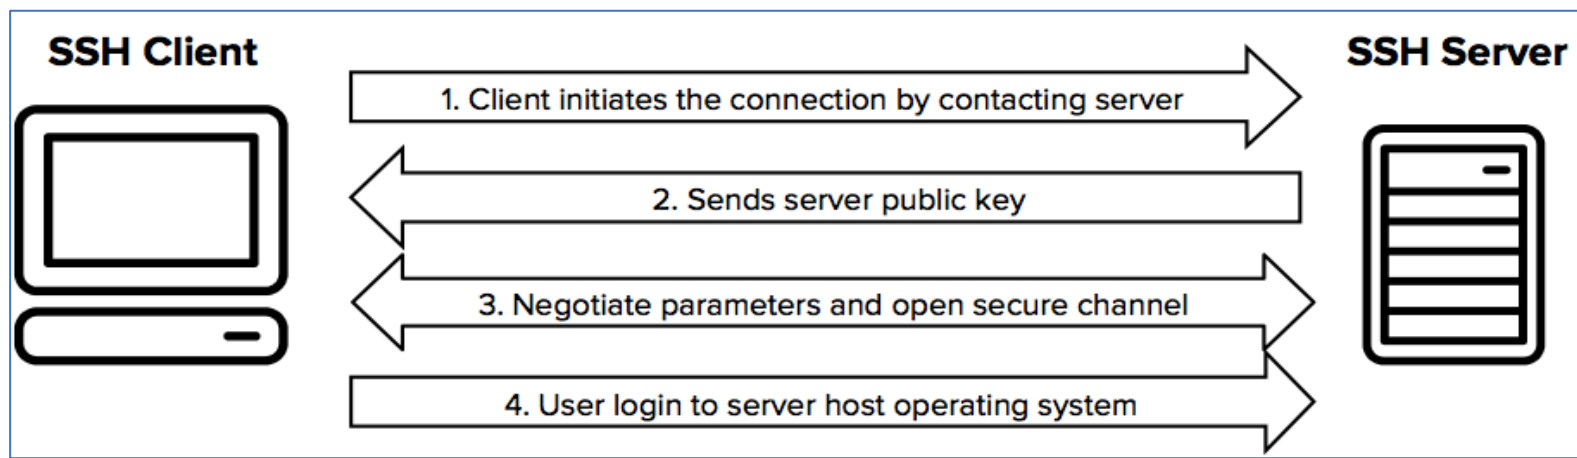 SSH Client
SSH Server
1. Client initiates the connection by contacting server
2. Sends server public key
3. Negotiate parameters and open secure channel
4. User login to server host operating system